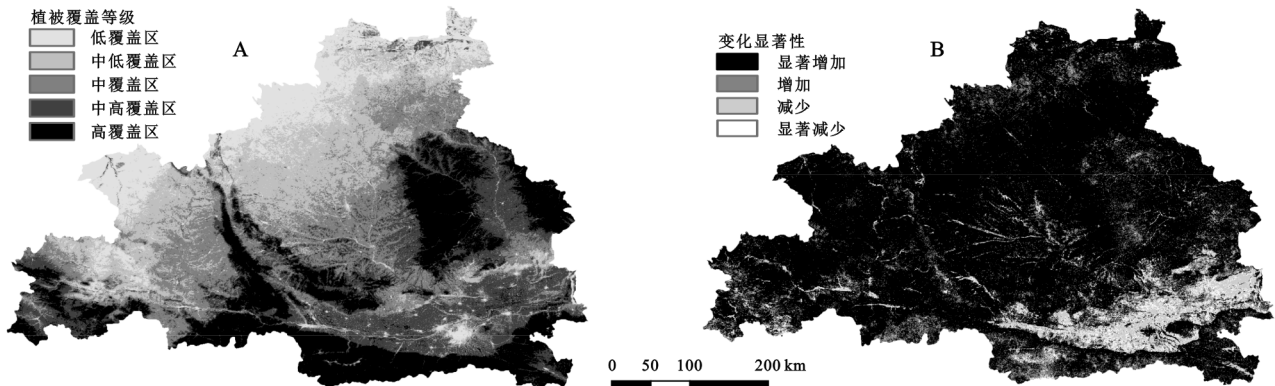 植被覆盖等级
低覆盖区
中低覆盖区
中覆盖区
中高覆盖区
高覆盖区
A
变化显著性
显著增加
增加
减少
显著减少
B
0 50 100 200 km